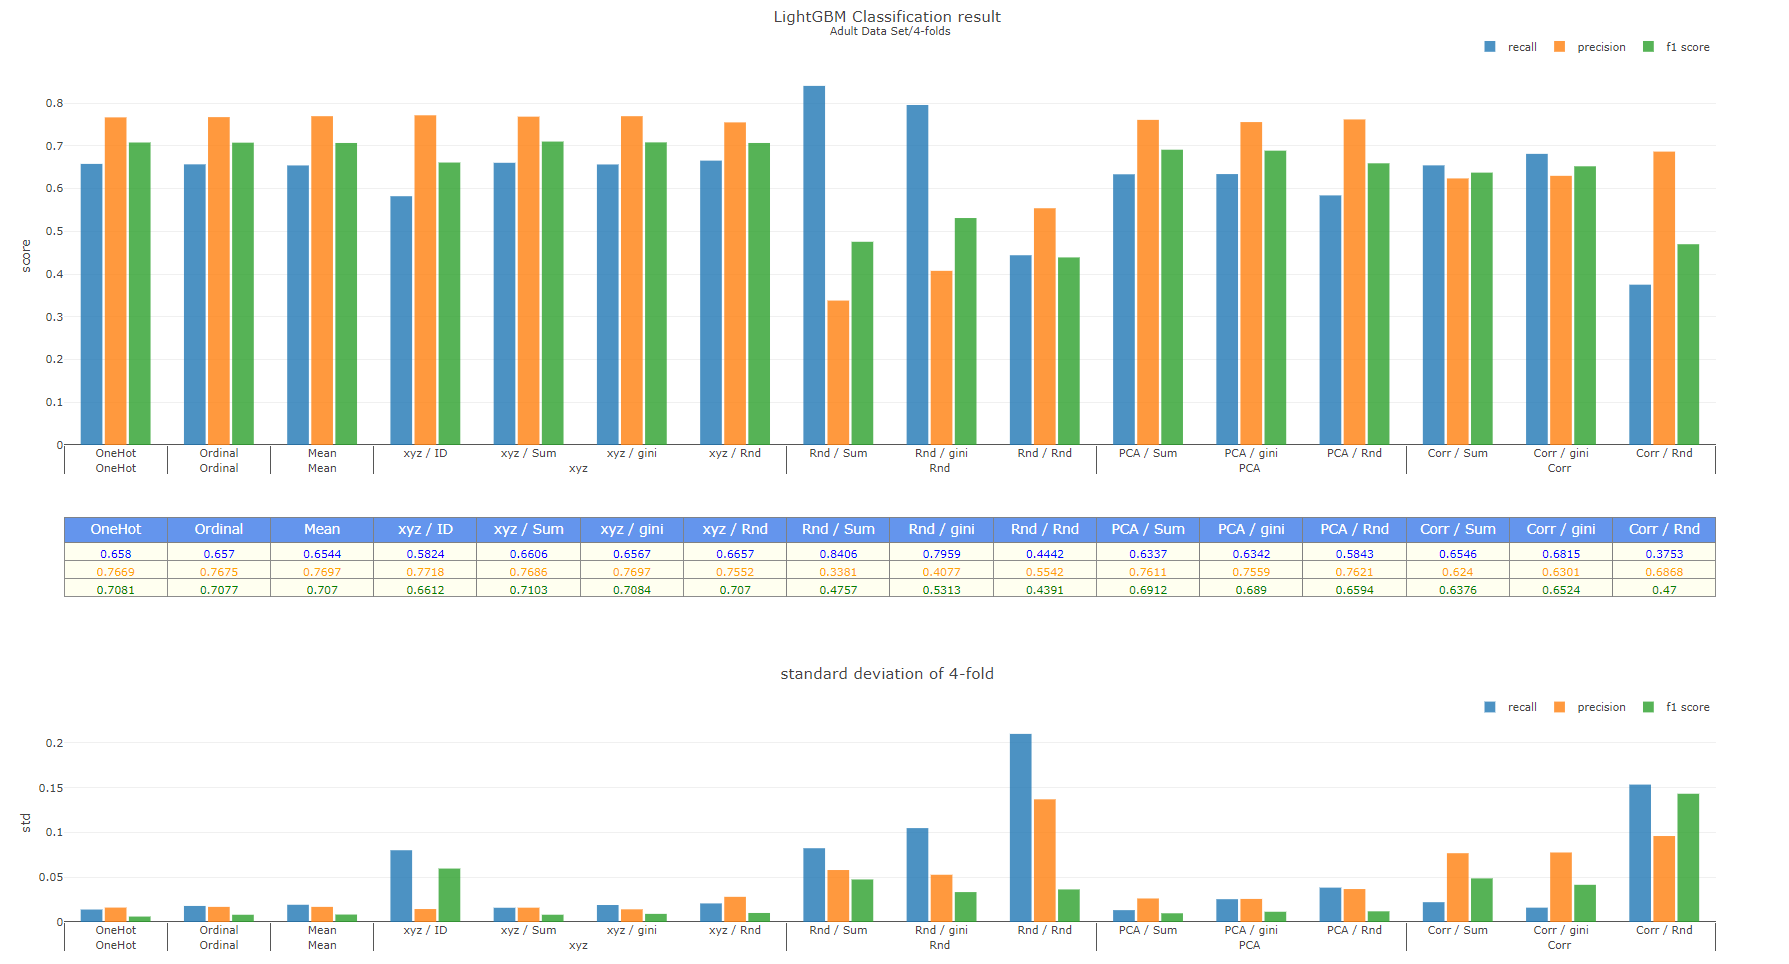 LightGBM Classification result
Adult Data Set/4-folds
recall precision f1 score
0.8
0.7
0.6
0.5
0.4
0.3
0.2
0.1
0
score
OneHot Ordinal Mean xyz / ID xyz / Sum xyz / gini xyz / Rnd Rnd / Sum Rnd / gini Rnd / Rnd PCA / Sum PCA / gini PCA / Rnd Corr / Sum Corr / gini Corr / Rnd
OneHot Ordinal Mean xyz Rnd PCA Corr
OneHot Ordinal Mean xyz / ID xyz / Sum xyz / gini xyz / Rnd Rnd / Sum Rnd / gini Rnd / Rnd PCA / Sum PCA / gini PCA / Rnd Corr / Sum Corr / gini Corr / Rnd
0.658 0.657 0.6544 0.5824 0.6606 0.6567 0.6657 0.8406 0.7959 0.4442 0.6337 0.6342 0.5843 0.6546 0.6815 0.3753
0.7669 0.7675 0.7697 0.7718 0.7686 0.7697 0.7552 0.3381 0.4077 0.5542 0.7611 0.7559 0.7621 0.624 0.6301 0.6868
0.7081 0.7077 0.707 0.6612 0.7103 0.7084 0.707 0.4757 0.5313 0.4391 0.6912 0.689 0.6594 0.6376 0.6524 0.47
standard deviation of 4-fold
recall precision f1 score
0.2
0.15
0.1
0.05
0
std
OneHot Ordinal Mean xyz / ID xyz / Sum xyz / gini xyz / Rnd Rnd / Sum Rnd / gini Rnd / Rnd PCA / Sum PCA / gini PCA / Rnd Corr / Sum Corr / gini Corr / Rnd
OneHot Ordinal Mean xyz Rnd PCA Corr